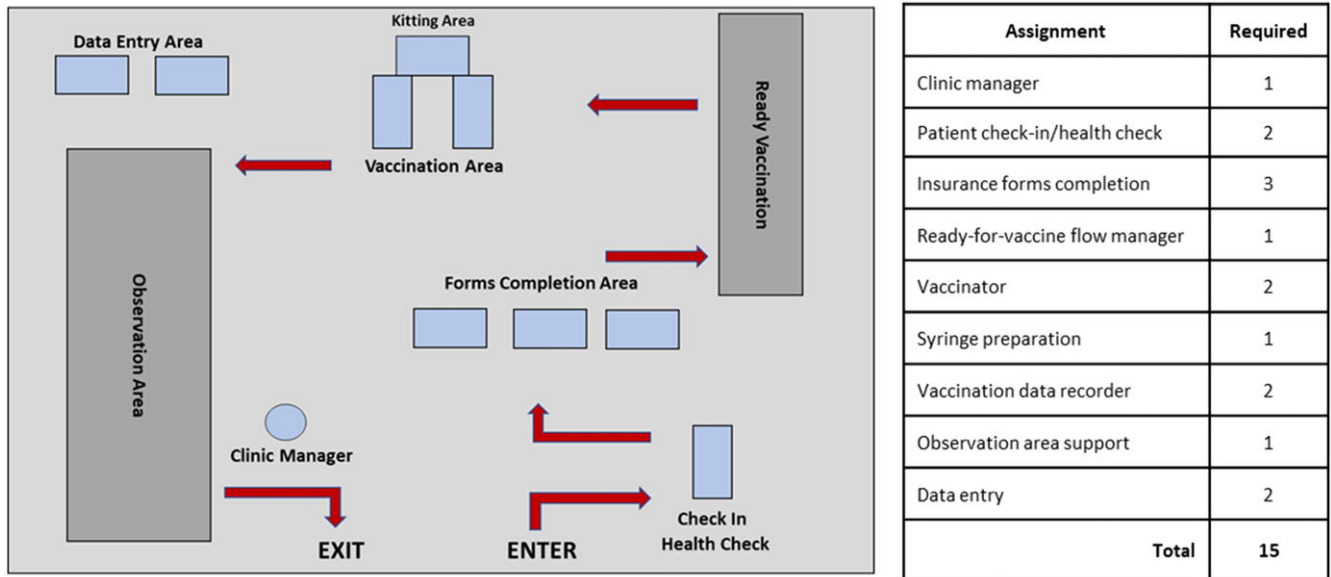 Kitting Area
Data Entry Area
Ready Vaccination
Vaccination Area
Observation Area
Forms Completion Area
Clinic Manager
Check In
Health Check
EXIT
ENTER
Assignment Required
Clinic manager 1
Patient check-in/health check 2
Insurance forms completion 3
Ready-for-vaccine flow manager 1
Vaccinator 2
Syringe preparation 1
Vaccination data recorder 2
Observation area support 1
Data entry 2
Total 15